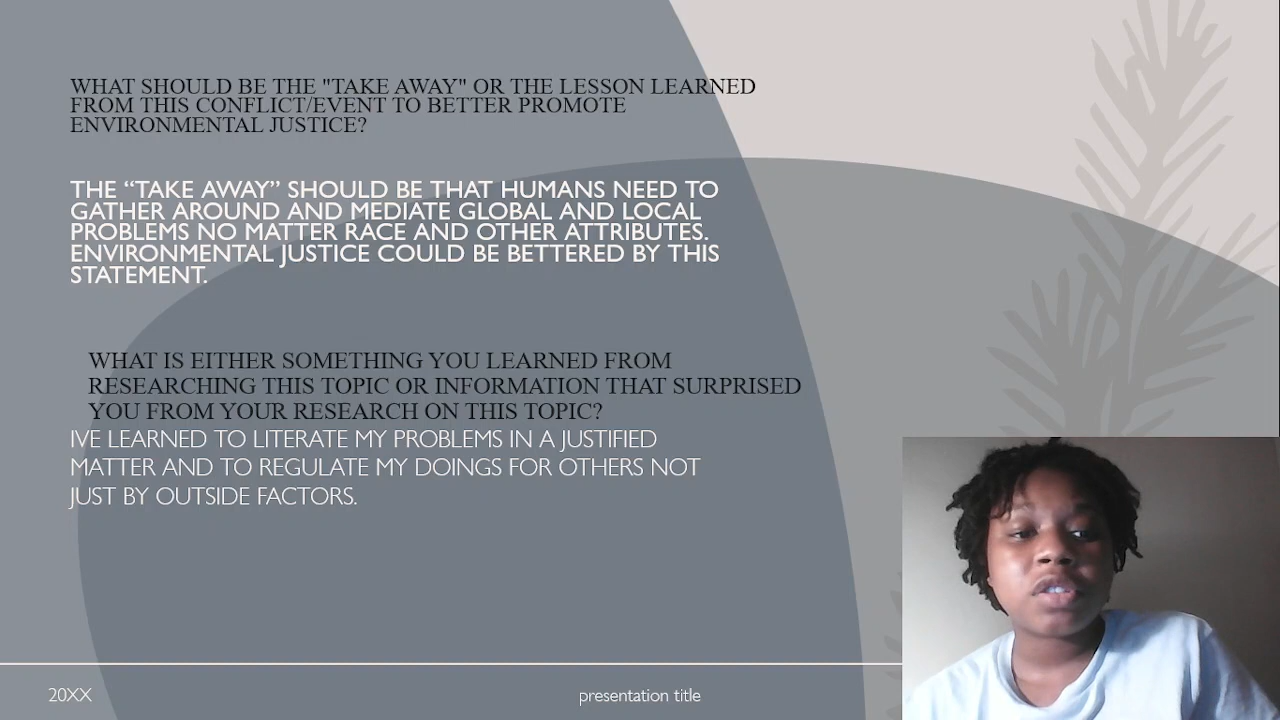 WHAT SHOULD BE THE "TAKE AWAY" OR THE LESSON LEARNED
FROM THIS CONFLICT/EVENT TO BETTER PROMOTE
ENVIRONMENTAL JUSTICE?
THE “TAKE AWAY” SHOULD BE THAT HUMANS NEED TO
GATHER AROUND AND MEDIATE GLOBAL AND LOCAL
PROBLEMS NO MATTER RACE AND OTHER ATTRIBUTES.
ENVIRONMENTAL JUSTICE COULD BE BETTERED BY THIS
STATEMENT.
WHAT IS EITHER SOMETHING YOU LEARNED FROM
RESEARCHING THIS TOPIC OR INFORMATION THAT SURPRISED
YOU FROM YOUR RESEARCH ON THIS TOPIC?
IVE LEARNED TO LITERATE MY PROBLEMS IN A JUSTIFIED
MATTER AND TO REGULATE MY DOINGS FOR OTHERS NOT
JUST BY OUTSIDE FACTORS.
20XX
presentation title